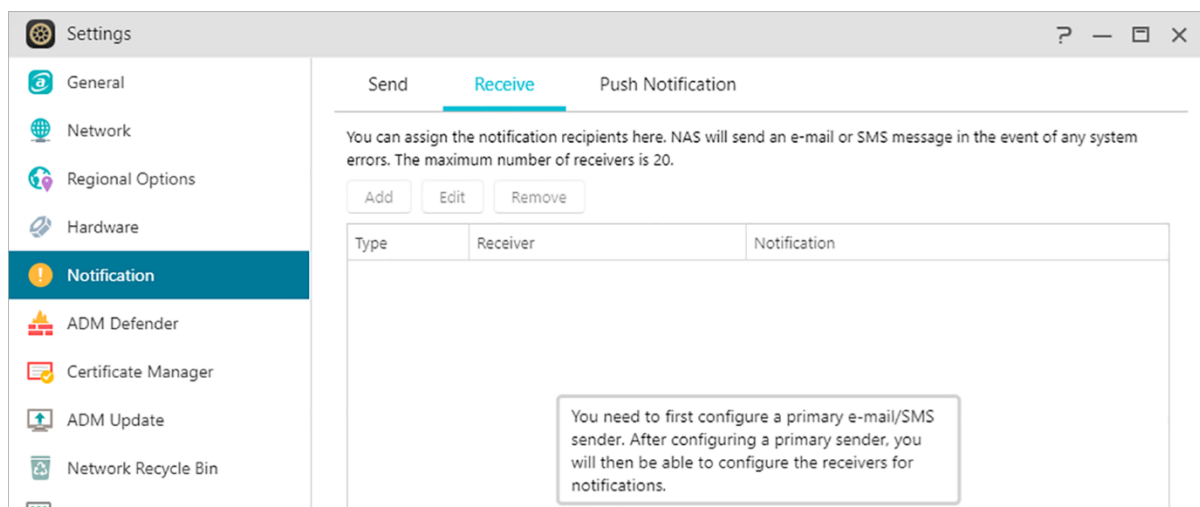 Settings
General
Network
Regional Options
Hardware
Notification
ADM Defender
Certificate Manager
ADM Update
Network Recycle Bin
Send Receive Push Notification
You can assign the notification recipients here. NAS will send an e-mail or SMS message in the event of any system
errors. The maximum number of receivers is 20.
Add Edit Remove
Type Receiver Notification
You need to first configure a primary e-mail/SMS
sender. After configuring a primary sender, you
will then be able to configure the receivers for
notifications.